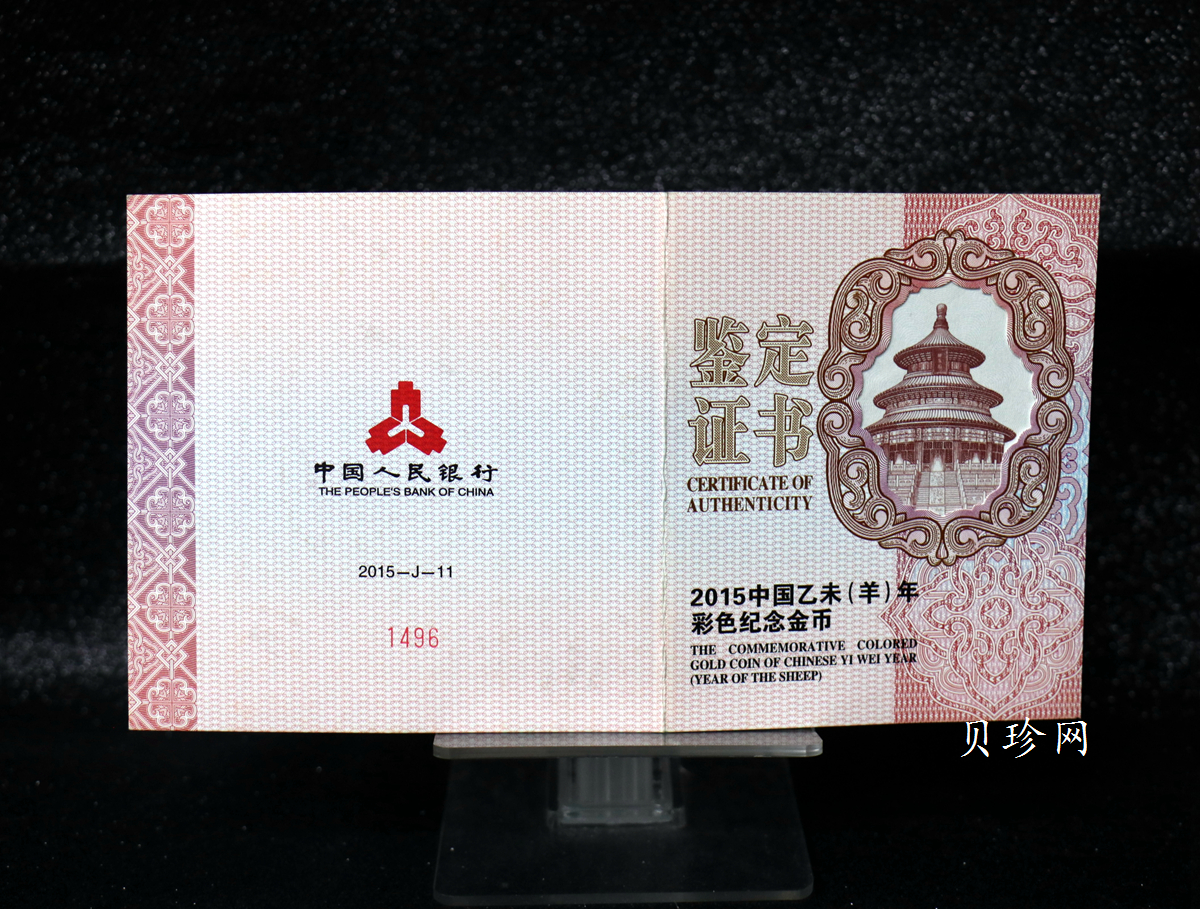 中国人民银行
THE PEOPLE'S BANK OF CHINA
2015—J—11
1496
鉴定
证书
CERTIFICATE OF
AUTHENTICITY
2015中国乙未(羊)年
彩色纪念金币
THE COMMEMORATIVE COLORED
GOLD COIN OF CHINESE YI WEI YEAR
(YEAR OF THE SHEEP)
贝珍网